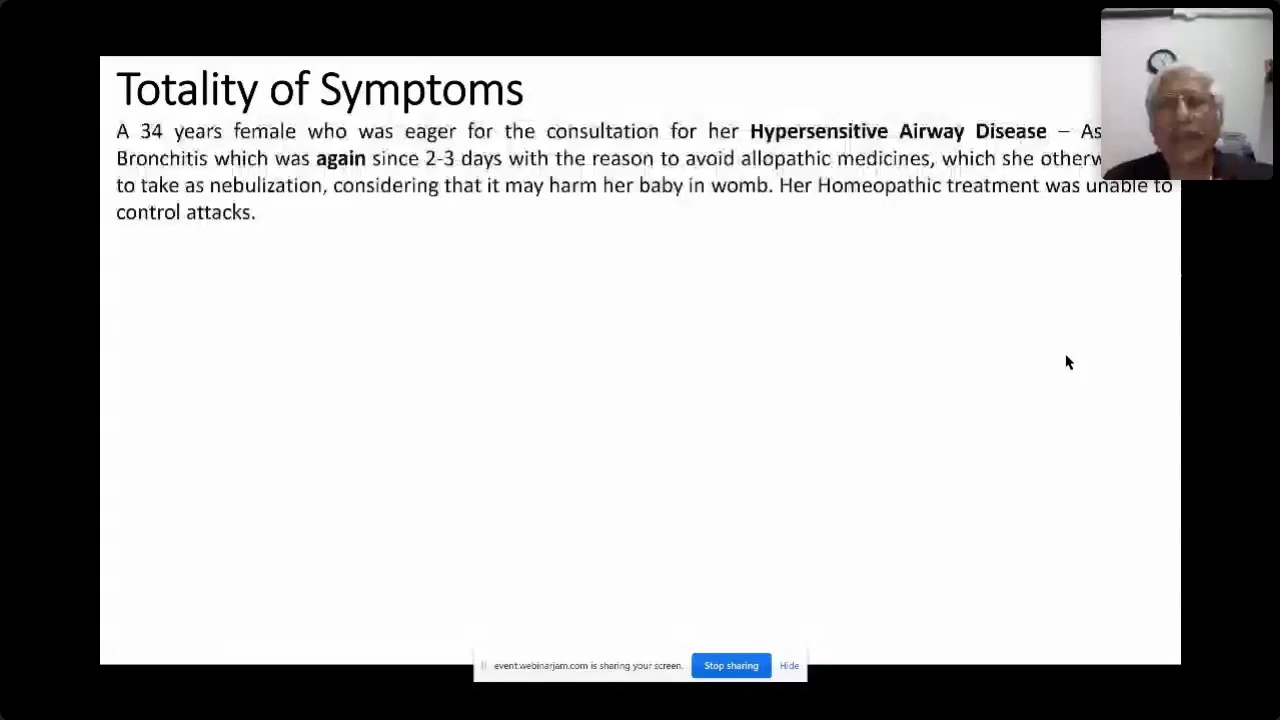 Totality of Symptoms
A 34 years female who was eager for the consultation for her Hypersensitive Airway Disease –
Bronchitis which was again since 2-3 days with the reason to avoid allopathic medicines, which she
to take as nebulization, considering that it may harm her baby in womb. Her Homeopathic treatment was unable to
control attacks.
event.webinarjam.com is sharing your screen. Stop sharing Hide